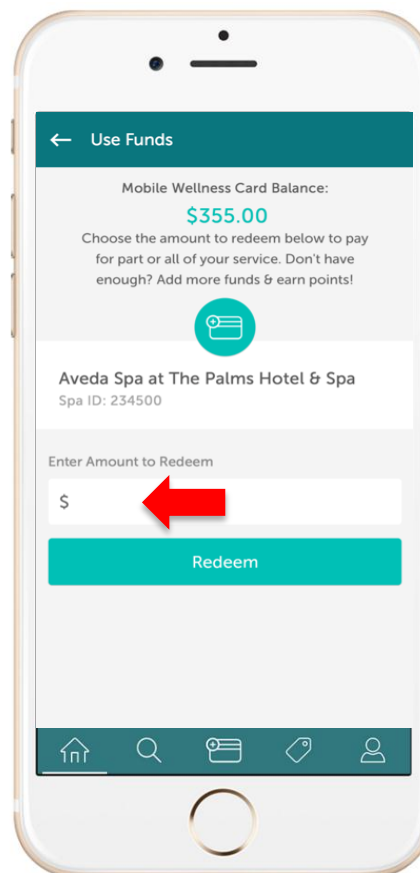 ← Use Funds
Mobile Wellness Card Balance:
$355.00
Choose the amount to redeem below to pay
for part or all of your service. Don't have
enough? Add more funds & earn points!
Aveda Spa at The Palms Hotel & Spa
Spa ID: 234500
Enter Amount to Redeem
$
Redeem